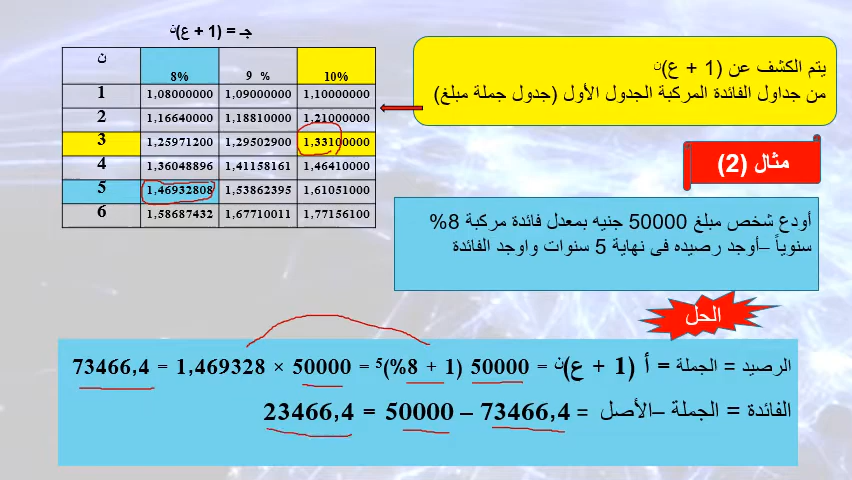 جـ = (1 + ع)ن
ن 8% 9 % 10%
1 1,08000000 1,09000000 1,10000000
2 1,16640000 1,18810000 1,21000000
3 1,25971200 1,29502900 1,33100000
4 1,36048896 1,41158161 1,46410000
5 1,46932808 1,53862395 1,61051000
6 1,58687432 1,67710011 1,77156100
يتم الكشف عن (1 + ع)ن
من جداول الفائدة المركبة الجدول الأول (جدول جملة مبلغ)
مثال (2)
أودع شخص مبلغ 50000 جنيه بمعدل فائدة مركبة 8%
سنوياً –أوجد رصيده فى نهاية 5 سنوات واوجد الفائدة
الحل
الرصيد = الجملة = أ (1 + ع)ن = 50000 (1 + 8%)5 = 50000 × 1,469328 = 73466,4
الفائدة = الجملة –الأصل = 73466,4 – 50000 = 23466,4